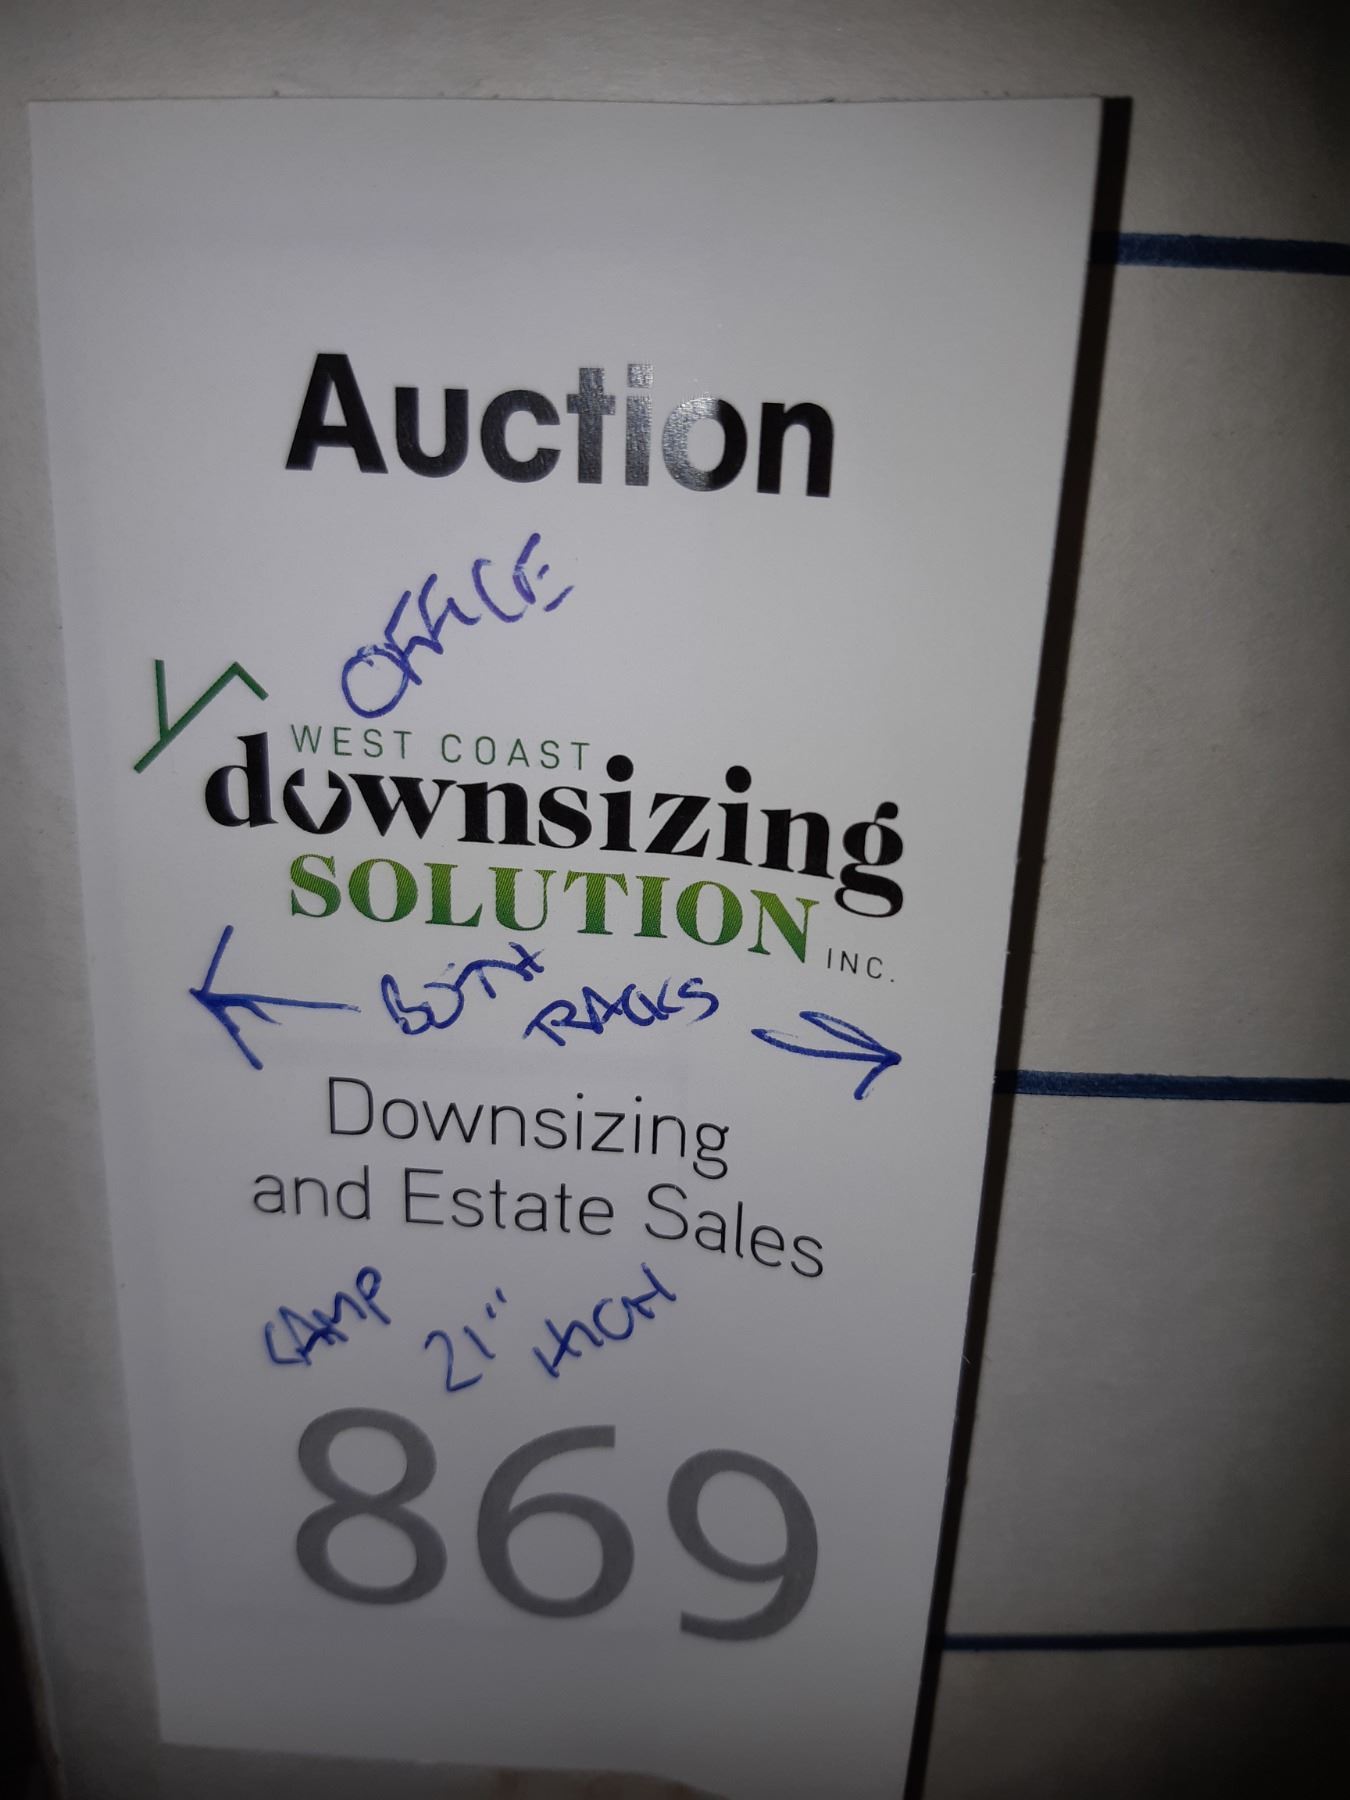 Auction
OFFICE
WEST COAST
downsizing
SOLUTION INC.
BOTH
RACKS
Downsizing
and Estate Sales
LAMP 21" HIGH
869